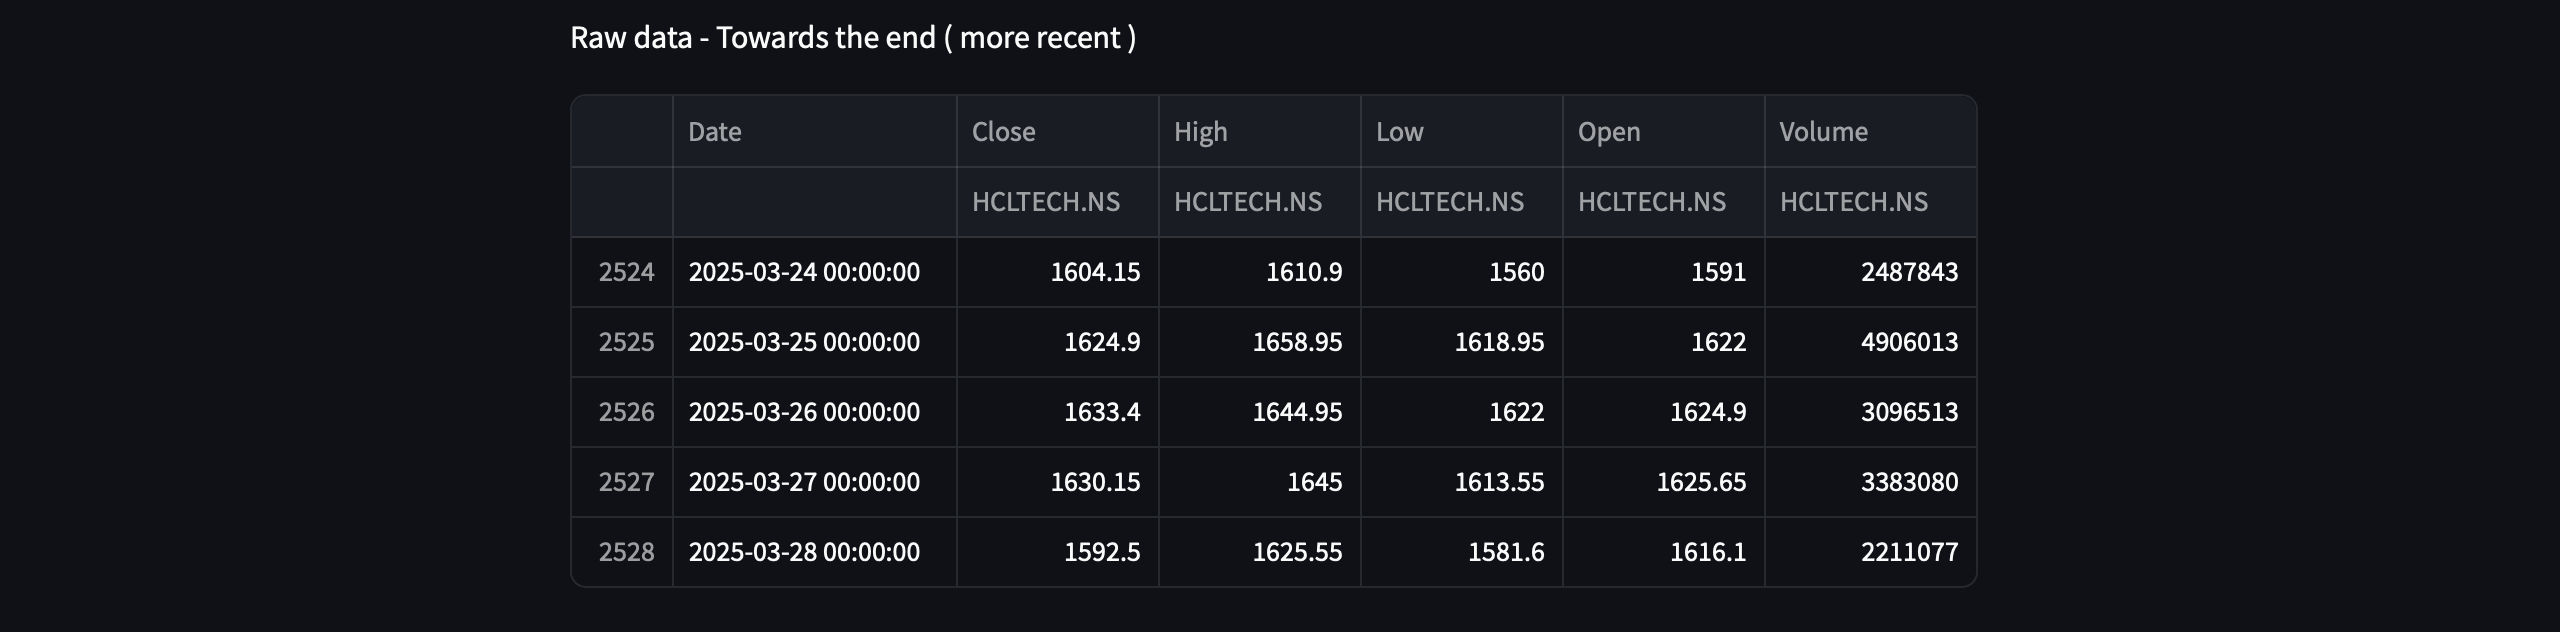 Raw data - Towards the end ( more recent )
Date Close High Low Open Volume
HCLTECH.NS HCLTECH.NS HCLTECH.NS HCLTECH.NS HCLTECH.NS
2524 2025-03-24 00:00:00 1604.15 1610.9 1560 1591 2487843
2525 2025-03-25 00:00:00 1624.9 1658.95 1618.95 1622 4906013
2526 2025-03-26 00:00:00 1633.4 1644.95 1622 1624.9 3096513
2527 2025-03-27 00:00:00 1630.15 1645 1613.55 1625.65 3383080
2528 2025-03-28 00:00:00 1592.5 1625.55 1581.6 1616.1 2211077